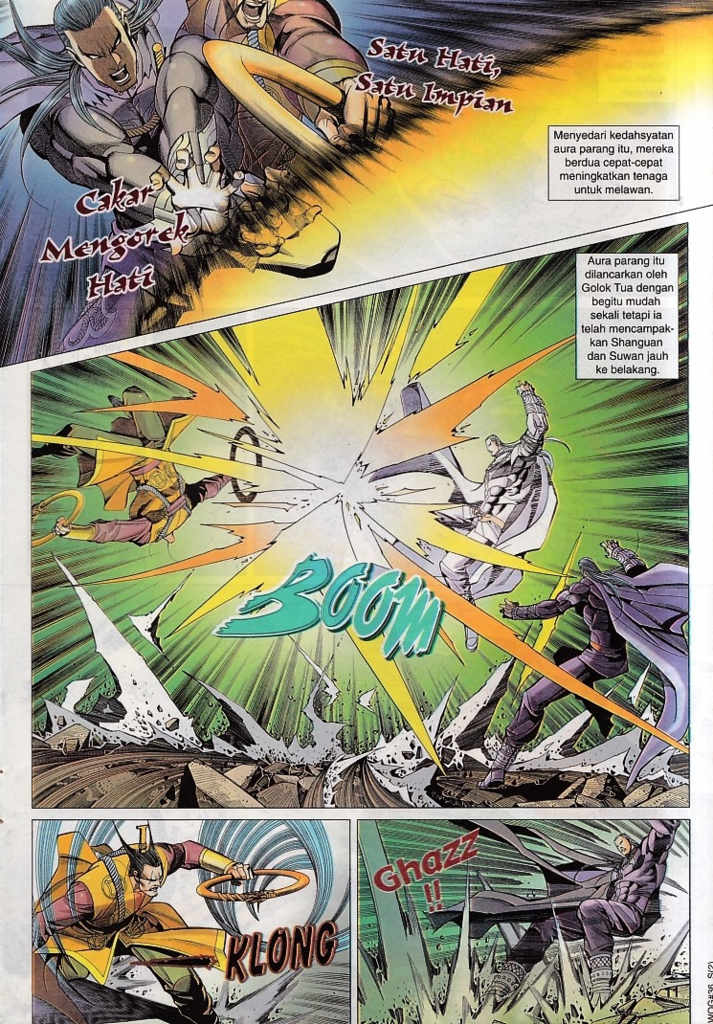 Satu Hati,
Satu Impian
Menyedari kedahsyatan
aura parang itu, mereka
berdua cepat-cepat
meningkatkan tenaga
untuk melawan.
Cakar
Mengorek
Hati
Aura parang itu
dilancarkan oleh
Golok Tua dengan
begitu mudah
sekali tetapi ia
telah mencampak-
kan Shanguan
dan Suwan jauh
ke belakang.
BOOM
KLONG
Ghazz
!!